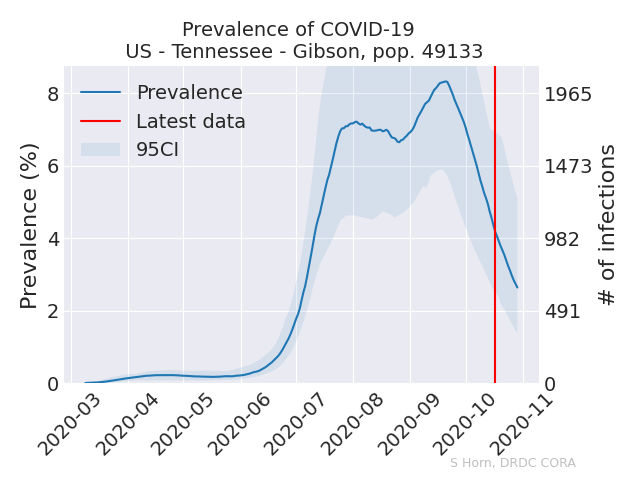 Prevalence of COVID-19
US - Tennessee - Gibson, pop. 49133
Prevalence
Latest data
95CI
Prevalence (%)
8
6
4
2
0
1965
1473
982
491
0
# of infections
2020-03
2020-04
2020-05
2020-06
2020-07
2020-08
2020-09
2020-10
2020-11
S Horn, DRDC CORA